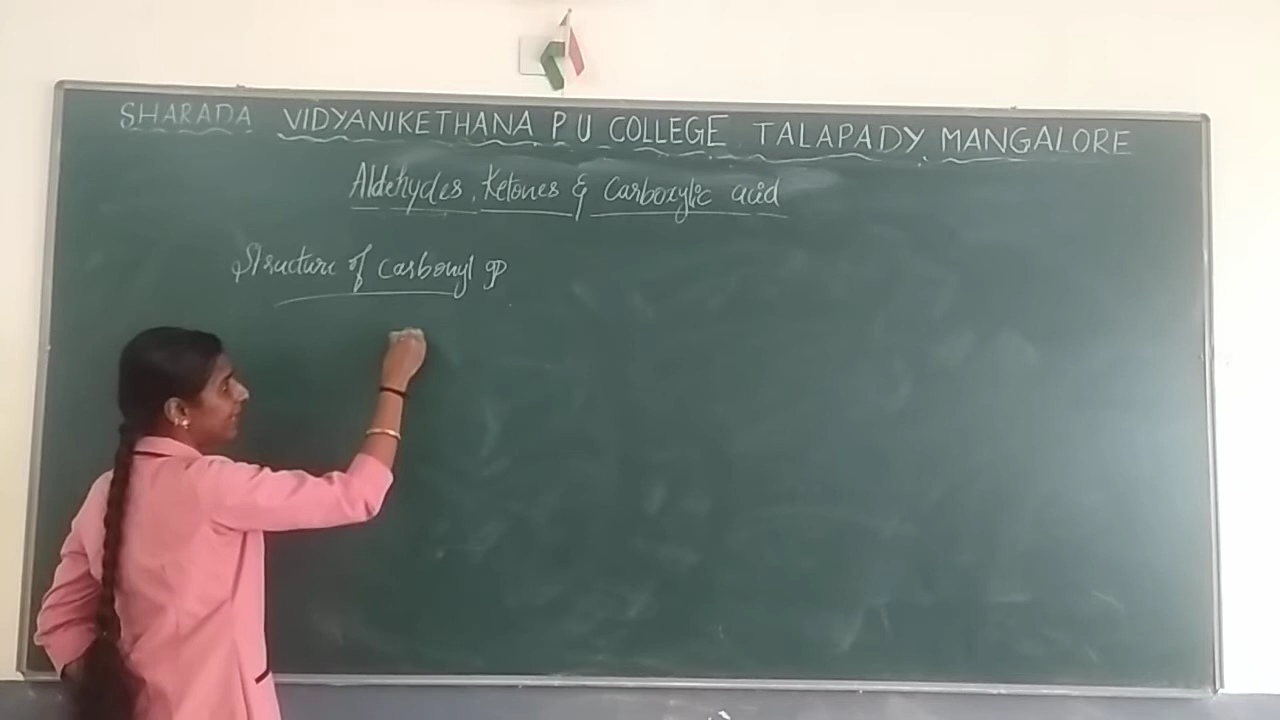 SHARADA VIDYANIKETHANA P U COLLEGE TALAPADY MANGALORE
Aldehydes, Ketones & Carboxylic acid
Structure of carbonyl gp